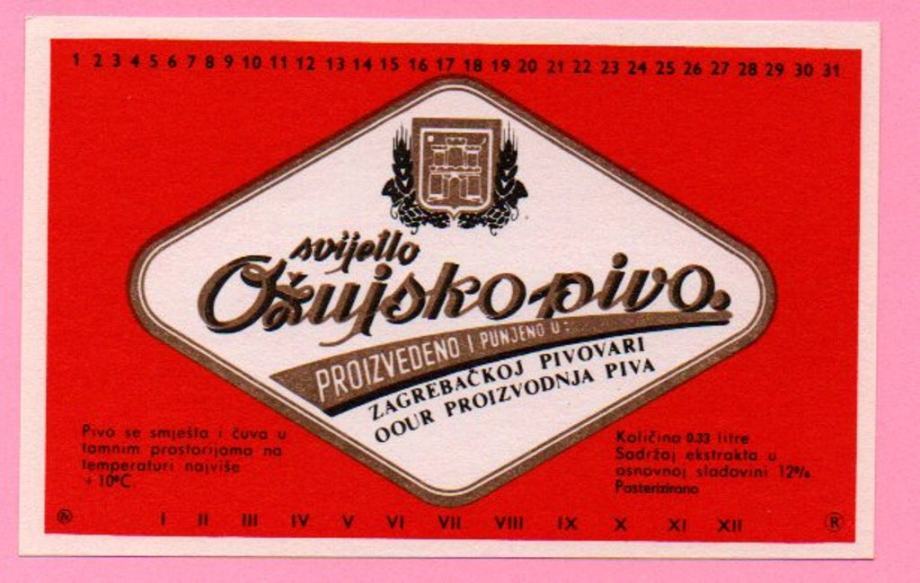 1 2 3 4 5 6 7 8 9 10 11 12 13 14 15 16 17 18 19 20 21 22 23 24 25 26 27 28 29 30 31
svijetlo
Ožujsko pivo.
PROIZVEDENO I PUNJENO U:
ZAGREBAČKOJ PIVOVARI
OOUR PROIZVODNJA PIVA
Pivo se smješta i čuva u
tamnim prostorijama na
temperaturi najviše
+10°C.
Količina 0.33 litre
Sadržaj ekstrakta u
osnovnoj sladovini 12%
Pasterizirano
I II III IV V VI VII VIII IX X XI XII
®